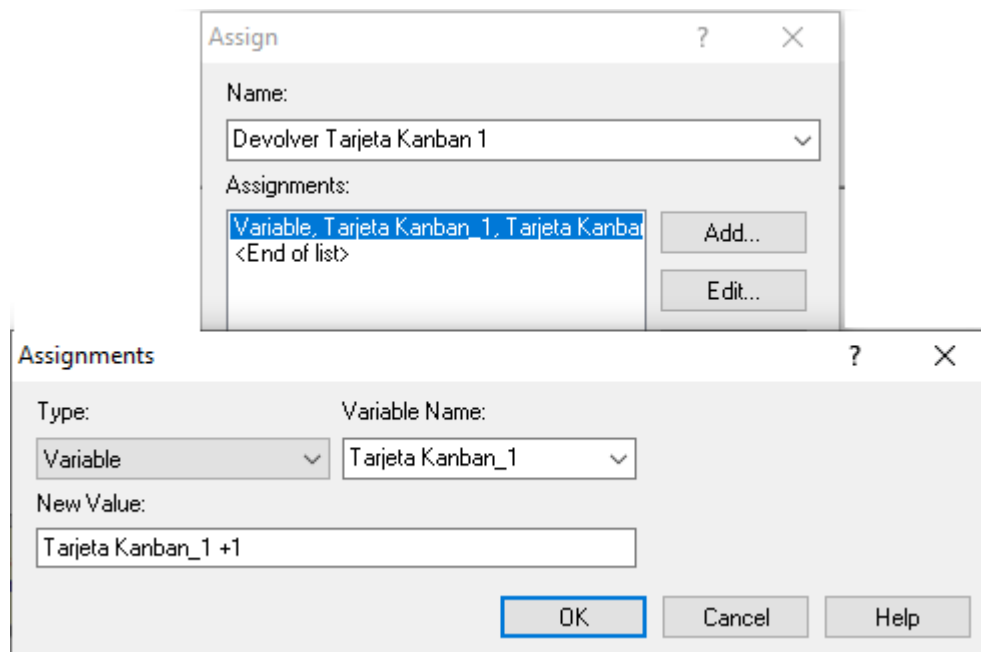 Assign
?
Name:
Devolver Tarjeta Kanban 1
Assignments:
Variable, Tarjeta Kanban_1, Tarjeta Kanban
<End of list>
Add...
Edit...
Assignments
?
Type:
Variable Name:
Variable
Tarjeta Kanban_1
New Value:
Tarjeta Kanban_1 +1
OK
Cancel
Help